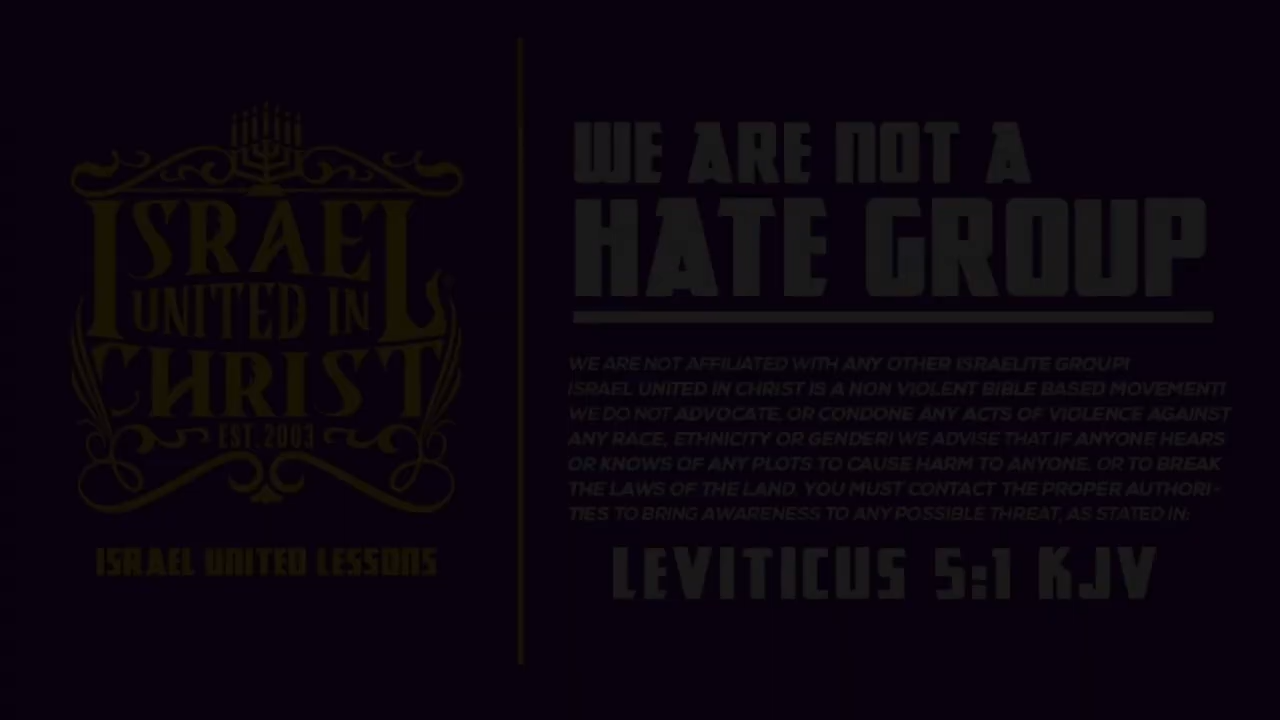 ISRAEL
UNITED IN
CHRIST
EST 2003
ISRAEL UNITED LESSONS
WE ARE NOT A
HATE GROUP
WE ARE NOT AFFILIATED WITH ANY OTHER ISRAELITE GROUP!
ISRAEL UNITED IN CHRIST IS A NON VIOLENT BIBLE BASED MOVEMENT!
WE DO NOT ADVOCATE, OR CONDONE ANY ACTS OF VIOLENCE AGAINST
ANY RACE, ETHNICITY OR GENDER! WE ADVISE THAT IF ANYONE HEARS
OR KNOWS OF ANY PLOTS TO CAUSE HARM TO ANYONE, OR TO BREAK
THE LAWS OF THE LAND, YOU MUST CONTACT THE PROPER AUTHORI-
TIES TO BRING AWARENESS TO ANY POSSIBLE THREAT, AS STATED IN:
LEVITICUS 5:1 KJV